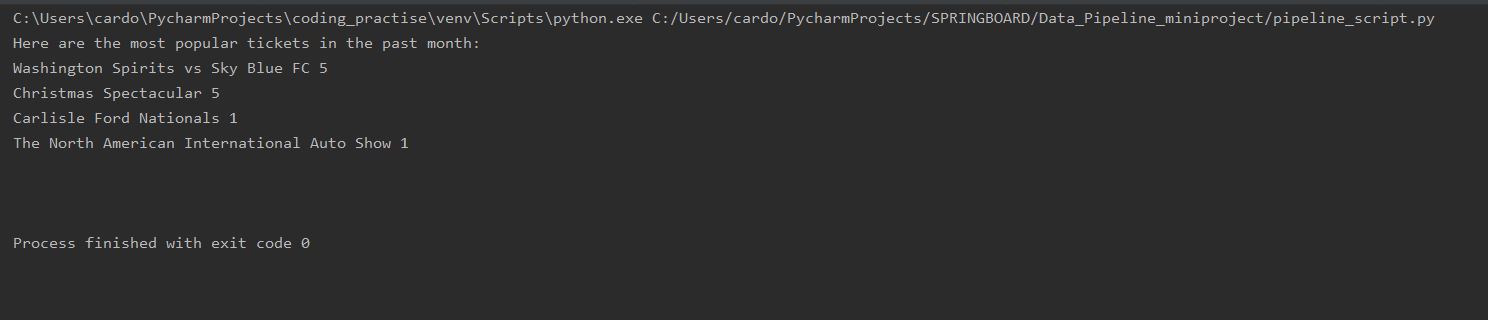 C:\Users\cardo\PycharmProjects\coding_practise\venv\Scripts\python.exe C:/Users/cardo/PycharmProjects/SPRINGBOARD/Data_Pipeline_miniproject/pipeline_script.py
Here are the most popular tickets in the past month:
Washington Spirits vs Sky Blue FC 5
Christmas Spectacular 5
Carlisle Ford Nationals 1
The North American International Auto Show 1
Process finished with exit code 0